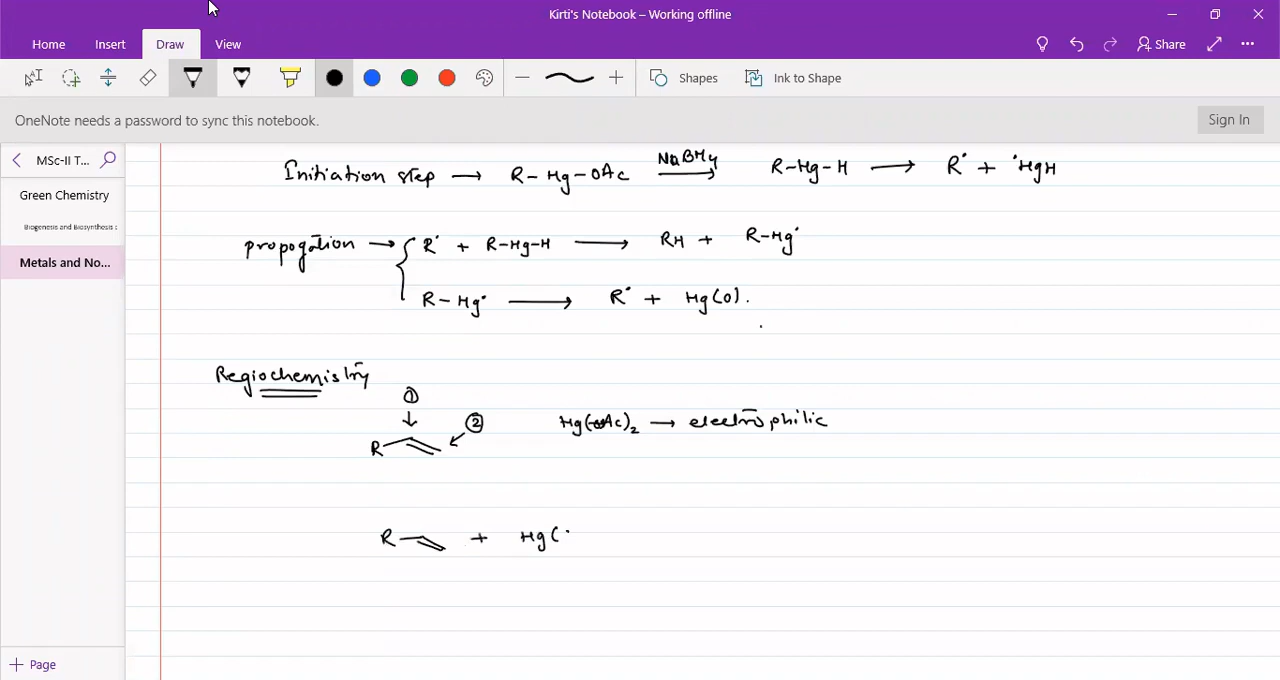 Kirti's Notebook – Working offline
Home Insert Draw View Share
Shapes Ink to Shape
OneNote needs a password to sync this notebook. Sign In
MSc-II T...
Green Chemistry
Biogenesis and Biosynthesis
Metals and No...
Page
Initiation step → R-Hg-OAc NaBH4 → R-Hg-H → R• + •HgH
propogation → { R• + R-Hg-H → RH + R-Hg•
R-Hg• → R• + Hg(0).
Regiochemistry
①
②
Hg(OAc)2 → electrophilic
R
R + Hg(